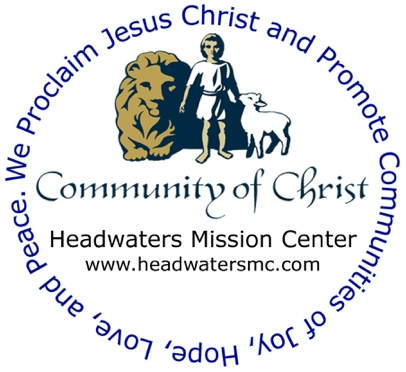 We Proclaim Jesus Christ and Promote Communities of Joy, Hope, Love, and Peace.
Community of Christ
Headwaters Mission Center
www.headwatersmc.com